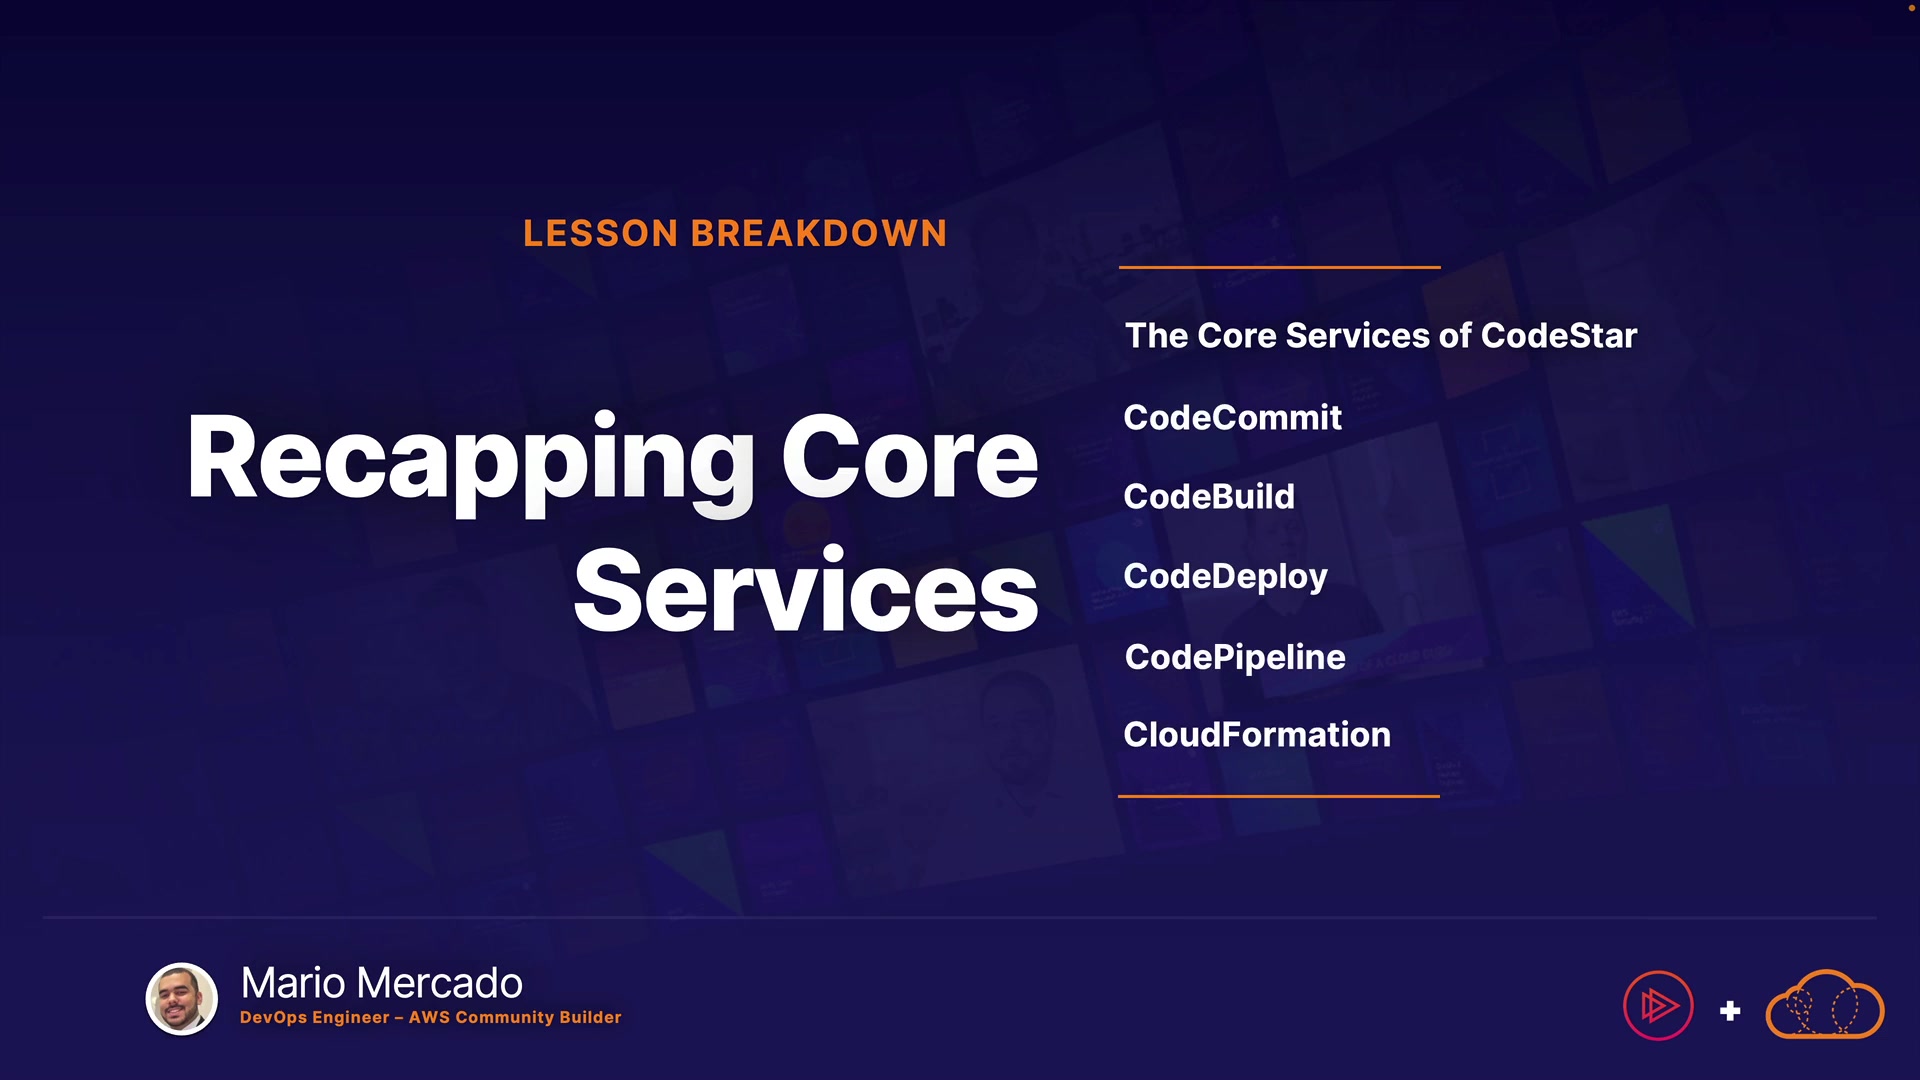 LESSON BREAKDOWN
Recapping Core
Services
The Core Services of CodeStar
CodeCommit
CodeBuild
CodeDeploy
CodePipeline
CloudFormation
Mario Mercado
DevOps Engineer – AWS Community Builder
+